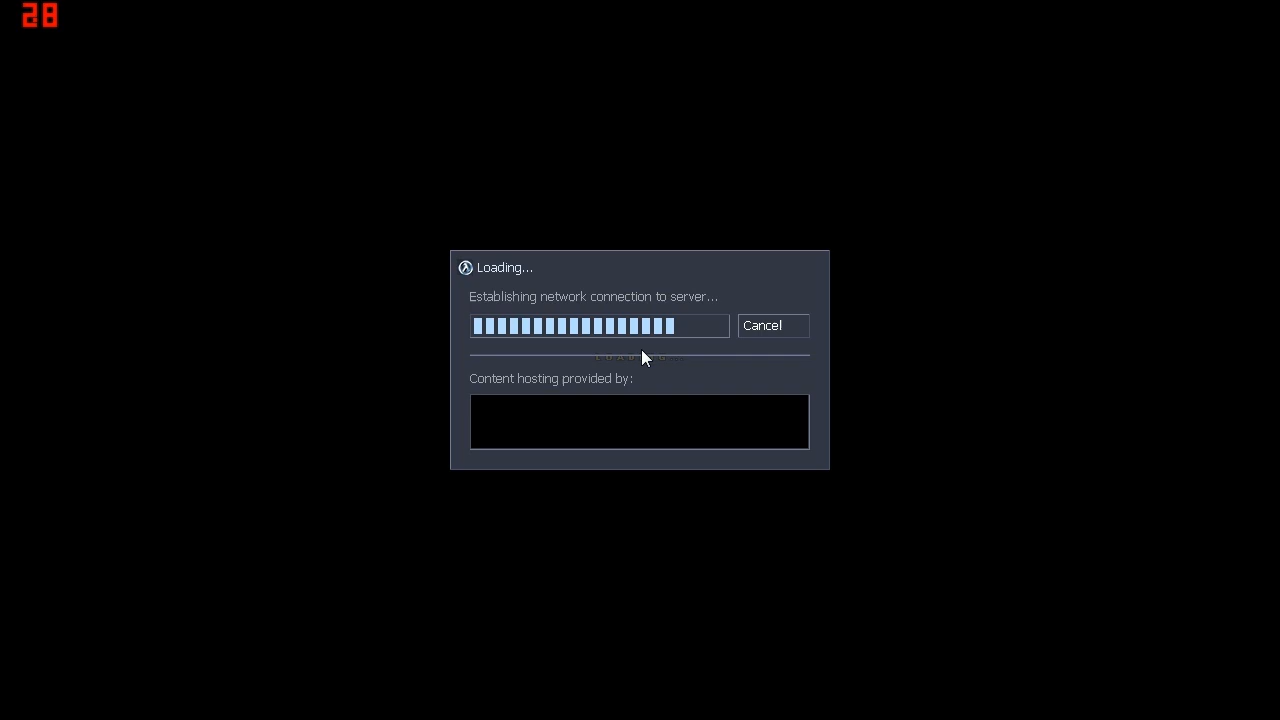 28
Loading...
Establishing network connection to server...
Cancel
Content hosting provided by: